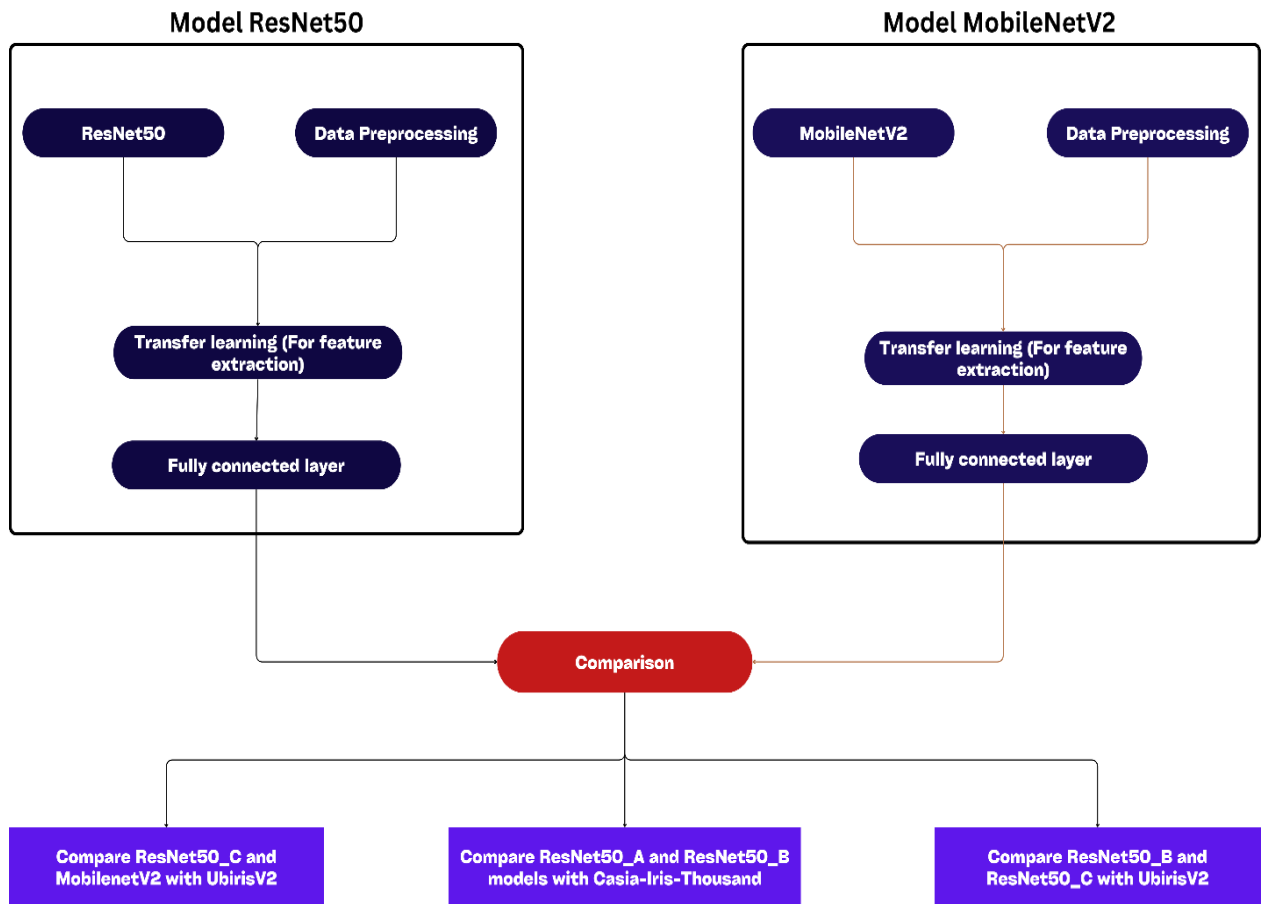 Model ResNet50
Model MobileNetV2
ResNet50
Data Preprocessing
MobileNetV2
Data Preprocessing
Transfer learning (For feature
extraction)
Transfer learning (For feature
extraction)
Fully connected layer
Fully connected layer
Comparison
Compare ResNet50_C and
MobilenetV2 with UbirisV2
Compare ResNet50_A and ResNet50_B
models with Casia-Iris-Thousand
Compare ResNet50_B and
ResNet50_C with UbirisV2